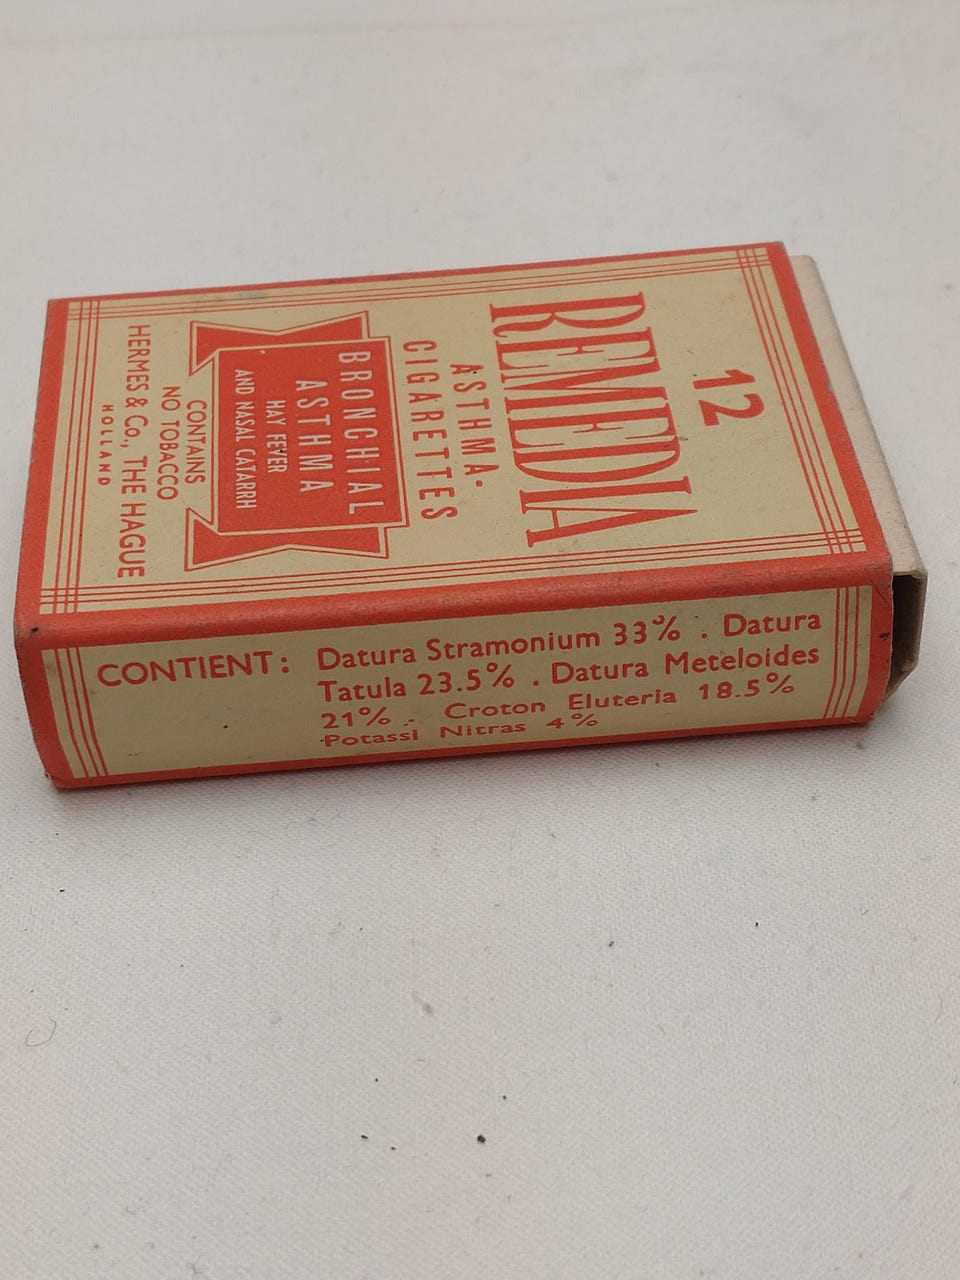 12
REMEDIA
ASTHMA-
CIGARETTES
BRONCHIAL
ASTHMA
HAY FEVER
AND NASAL CATARRH
CONTAINS
NO TOBACCO
HERMES & Co., THE HAGUE
HOLLAND
CONTIENT: Datura Stramonium 33% . Datura
Tatula 23.5% . Datura Meteloides
21% . Croton Eluteria 18.5%
Potassi Nitras 4%